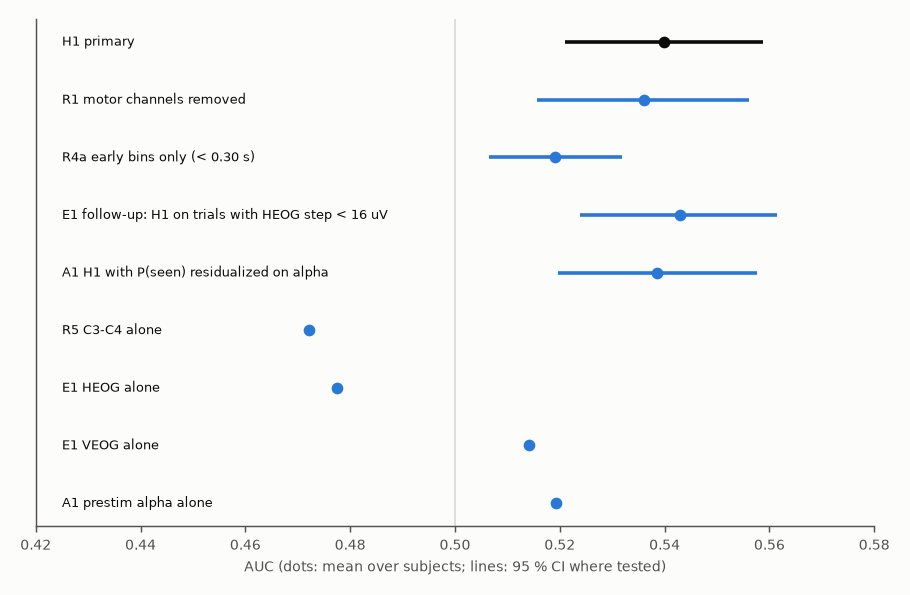 H1 primary
R1 motor channels removed
R4a early bins only (< 0.30 s)
E1 follow-up: H1 on trials with HEOG step < 16 uV
A1 H1 with P(seen) residualized on alpha
R5 C3-C4 alone
E1 HEOG alone
E1 VEOG alone
A1 prestim alpha alone
0.42 0.44 0.46 0.48 0.50 0.52 0.54 0.56 0.58
AUC (dots: mean over subjects; lines: 95 % CI where tested)